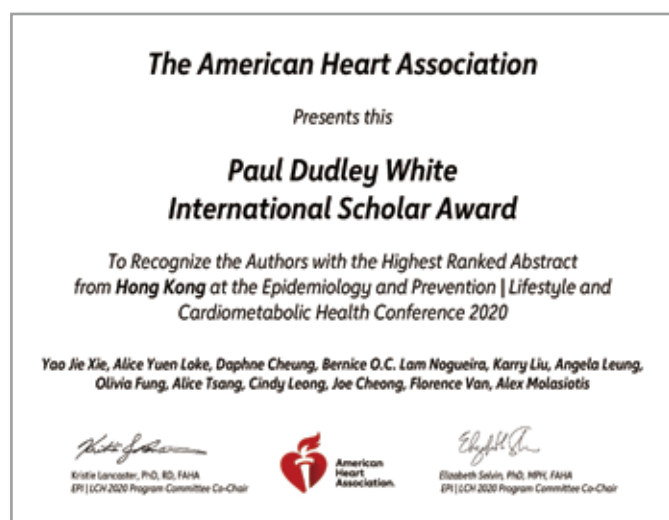 The American Heart Association
Presents this
Paul Dudley White
International Scholar Award
To Recognize the Authors with the Highest Ranked Abstract
from Hong Kong at the Epidemiology and Prevention | Lifestyle and
Cardiometabolic Health Conference 2020
Yao Jie Xie, Alice Yuen Loke, Daphne Cheung, Bernice O.C. Lam Nogueira, Karry Liu, Angela Leung,
Olivia Fung, Alice Tsang, Cindy Leong, Joe Cheong, Florence Van, Alex Molasiotis
Kristie Lancaster, PhD, RD, FAHA
EPI | LCH 2020 Program Committee Co-Chair
American
Heart
Association.
Elizabeth Selvin, PhD, MPH, FAHA
EPI | LCH 2020 Program Committee Co-Chair